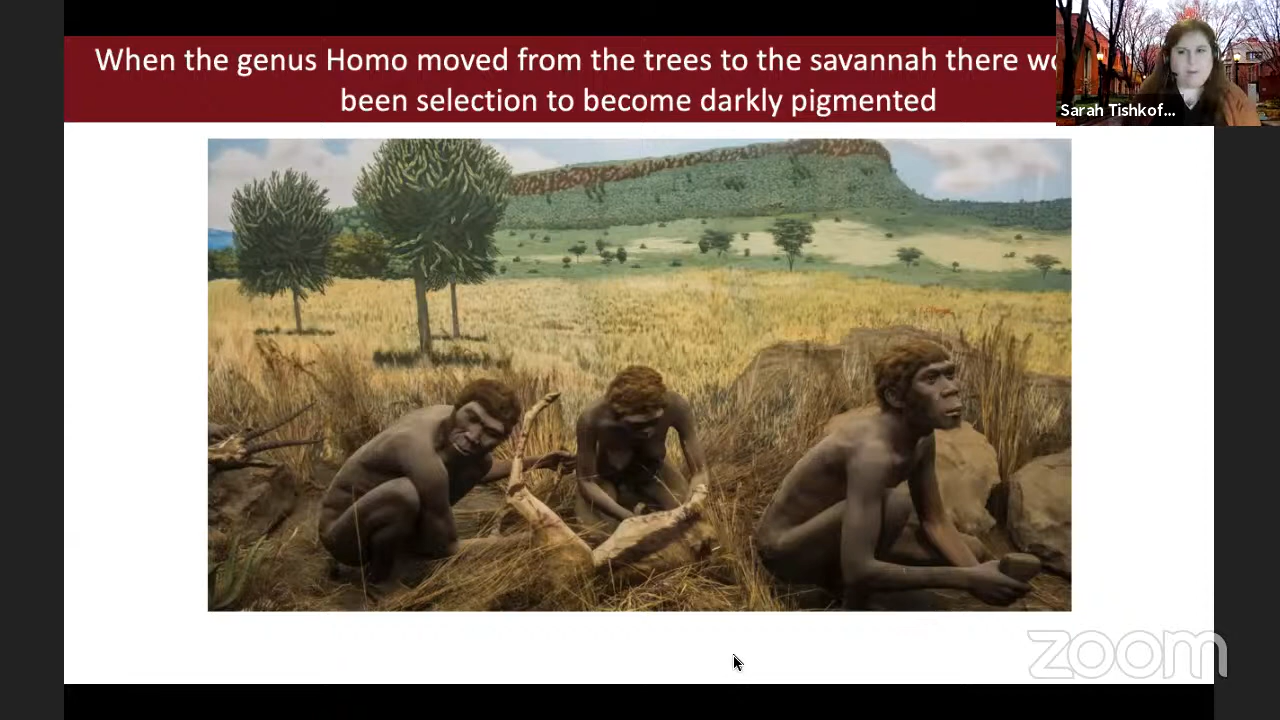 When the genus Homo moved from the trees to the savannah there
been selection to become darkly pigmented
Sarah Tishkof...
zoom